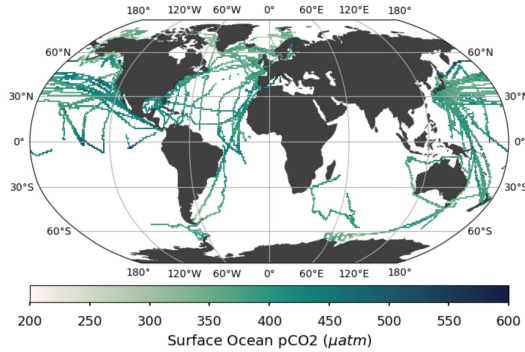 180° 120°W 60°W 0° 60°E 120°E 180°
60°N 60°N
30°N 30°N
0° 0°
30°S 30°S
60°S 60°S
180° 120°W 60°W 0° 60°E 120°E 180°
200 250 300 350 400 450 500 550 600
Surface Ocean pCO2 (μatm)